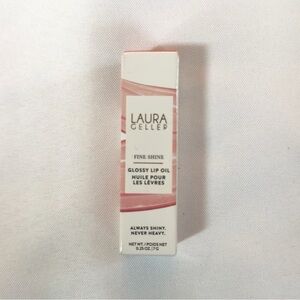 LAURA
GELLER
FINE SHINE
GLOSSY LIP OIL
HUILE POUR
LES LÈVRES
ALWAYS SHINY.
NEVER HEAVY.
NET WT. / POIDS NET
0.25 OZ. / 7 G